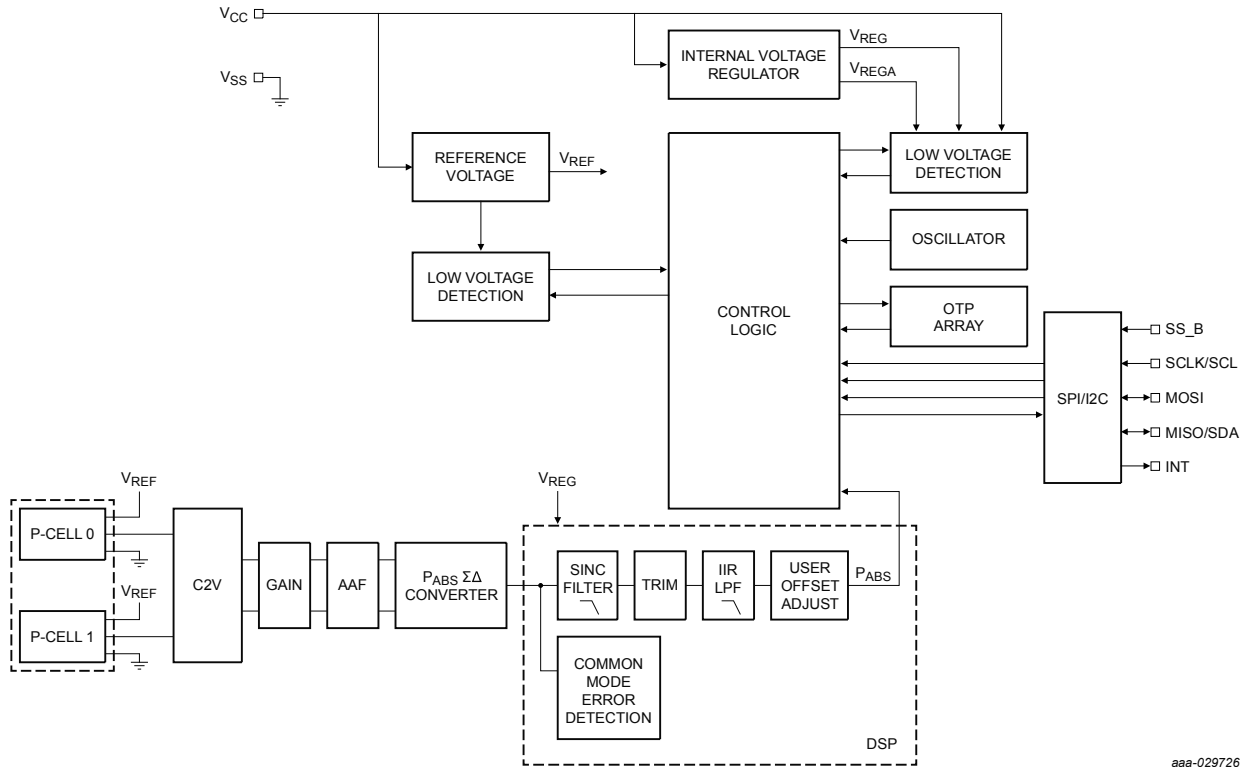 VCC
VSS
INTERNAL VOLTAGE
REGULATOR
VREG
VREGA
REFERENCE
VOLTAGE
VREF
LOW VOLTAGE
DETECTION
CONTROL
LOGIC
LOW VOLTAGE
DETECTION
OSCILLATOR
OTP
ARRAY
SPI/I2C
SS_B
SCLK/SCL
MOSI
MISO/SDA
INT
VREF
P-CELL 0
VREF
P-CELL 1
C2V
GAIN
AAF
PABS ΣΔ
CONVERTER
VREG
SINC
FILTER
TRIM
IIR
LPF
USER
OFFSET
ADJUST
PABS
COMMON
MODE
ERROR
DETECTION
DSP
aaa-029726